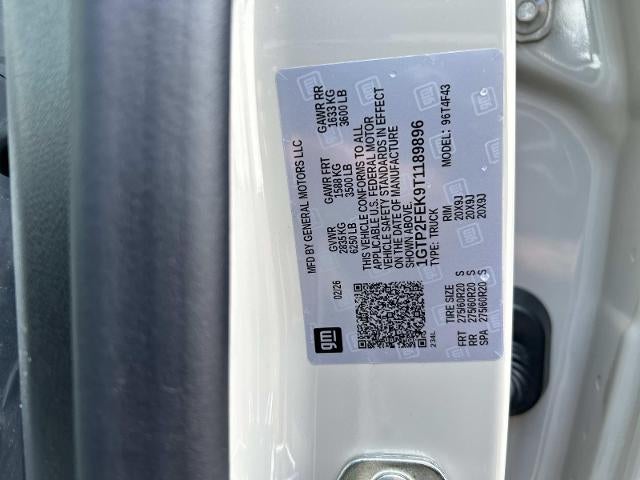 MFD BY GENERAL MOTORS LLC
02/26
GVWR GAWR FRT GAWR RR
2835 KG 1588 KG 1633 KG
6250 LB 3500 LB 3600 LB
THIS VEHICLE CONFORMS TO ALL
APPLICABLE U.S. FEDERAL MOTOR
VEHICLE SAFETY STANDARDS IN EFFECT
ON THE DATE OF MANUFACTURE
SHOWN ABOVE.
1GTP2FEK9T1189896
TYPE: TRUCK MODEL: 96T4F43
gm
234L
TIRE SIZE RIM
FRT 275/60R20 S 20X9J
RR 275/60R20 S 20X9J
SPA 275/60R20 S 20X9J